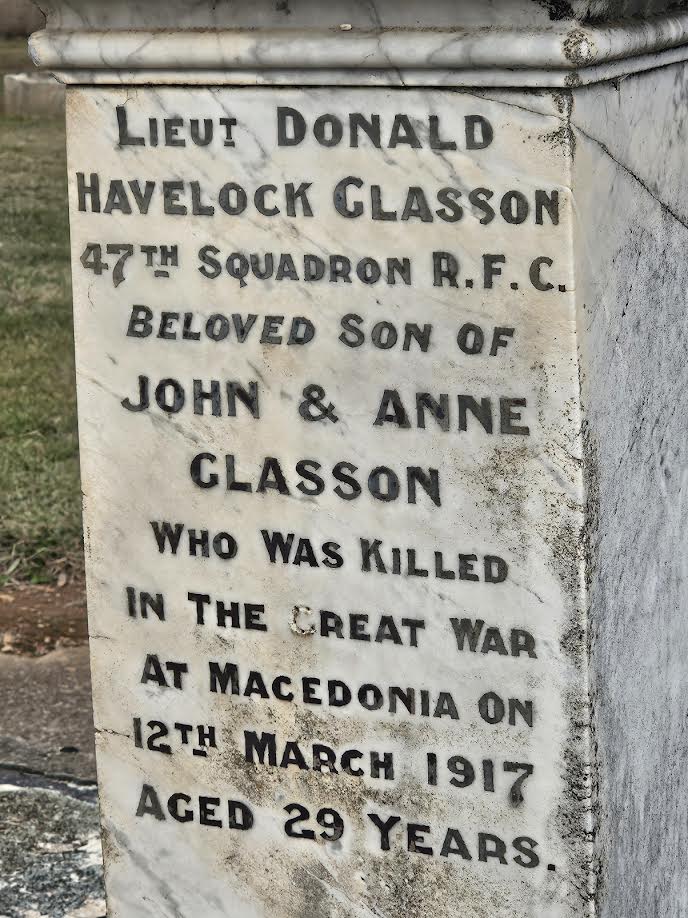 LIEUT DONALD
HAVELOCK GLASSON
47TH SQUADRON R.F.C.
BELOVED SON OF
JOHN & ANNE
GLASSON
WHO WAS KILLED
IN THE GREAT WAR
AT MACEDONIA ON
12TH MARCH 1917
AGED 29 YEARS.